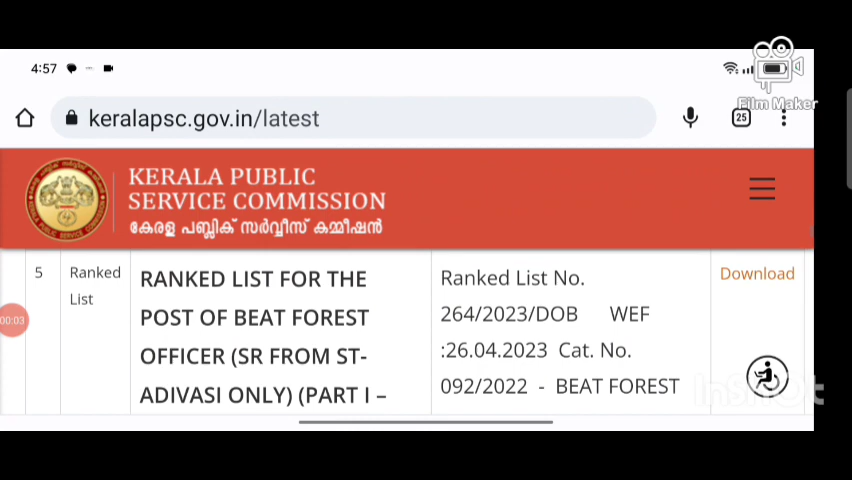 4:57
Film Maker
keralapsc.gov.in/latest
25
KERALA PUBLIC
SERVICE COMMISSION
കേരള പബ്ലിക് സർവ്വീസ് കമ്മീഷൻ
5
Ranked
List
RANKED LIST FOR THE
POST OF BEAT FOREST
OFFICER (SR FROM ST-
ADIVASI ONLY) (PART I –
Ranked List No.
264/2023/DOB WEF
:26.04.2023 Cat. No.
092/2022 - BEAT FOREST
Download
00:03
InShot